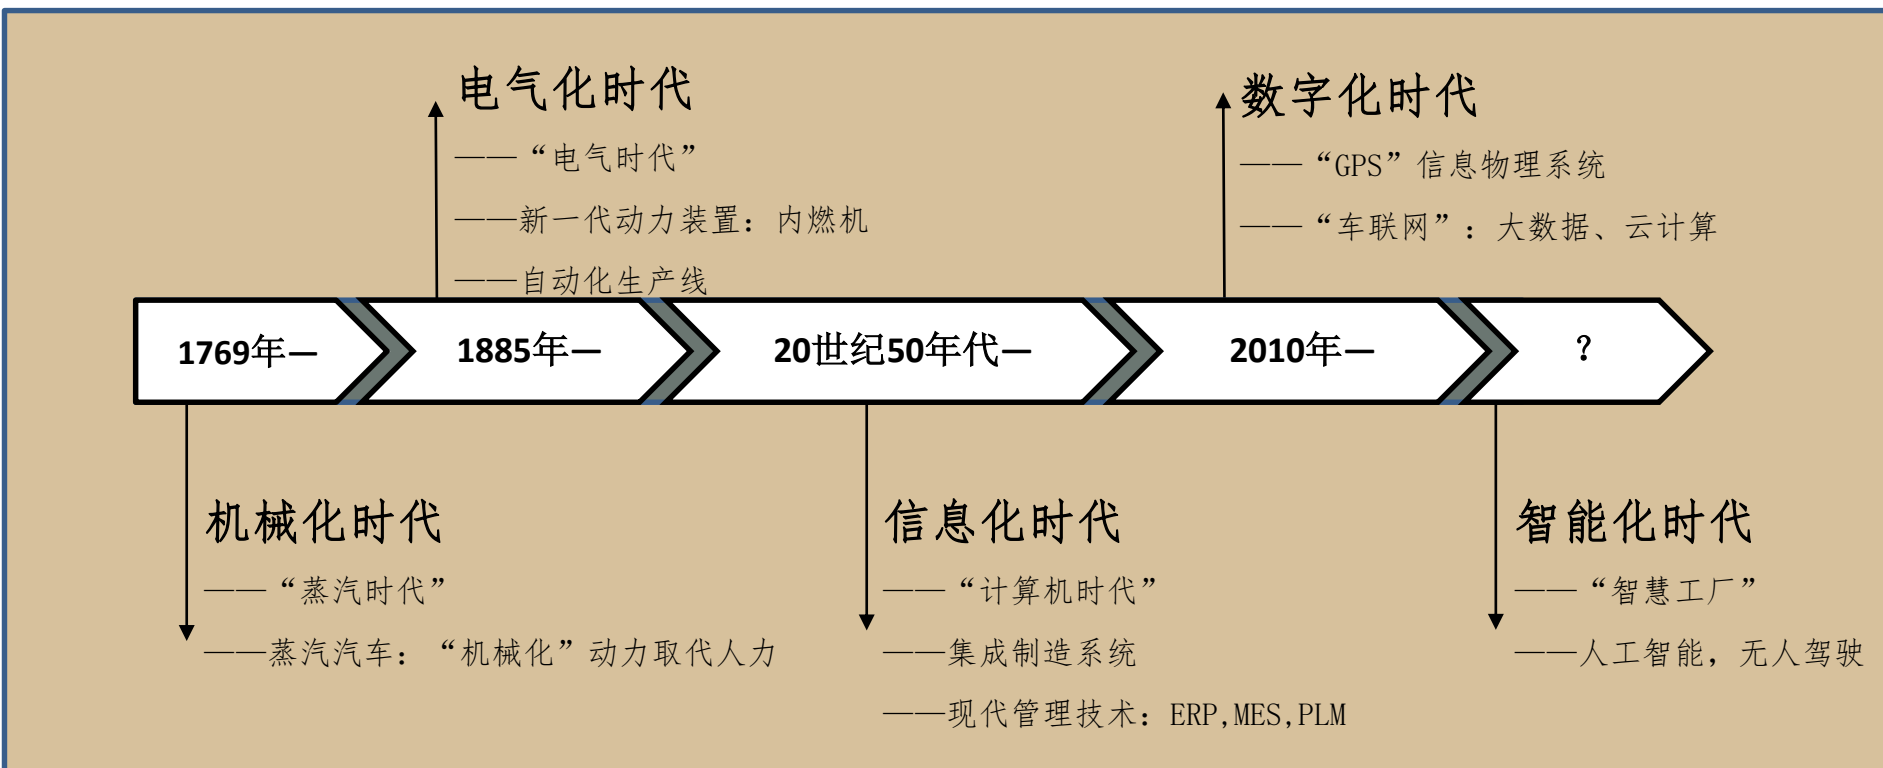 电气化时代
——“电气时代”
——新一代动力装置：内燃机
——自动化生产线
数字化时代
——“GPS”信息物理系统
——“车联网”：大数据、云计算
1769年—
1885年—
20世纪50年代—
2010年—
？
机械化时代
——“蒸汽时代”
——蒸汽汽车：“机械化”动力取代人力
信息化时代
——“计算机时代”
——集成制造系统
——现代管理技术：ERP,MES,PLM
智能化时代
——“智慧工厂”
——人工智能，无人驾驶